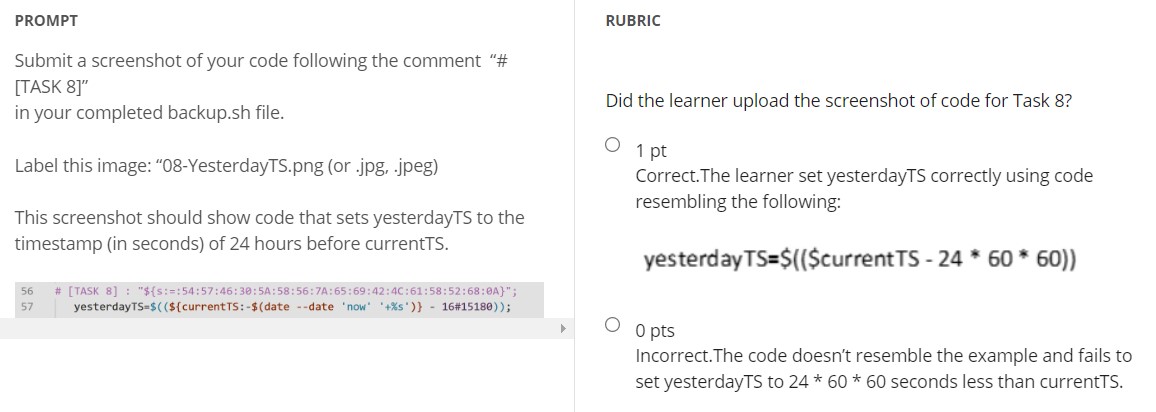 PROMPT
Submit a screenshot of your code following the comment “#
[TASK 8]”
in your completed backup.sh file.
Label this image: “08-YesterdayTS.png (or .jpg, .jpeg)
This screenshot should show code that sets yesterdayTS to the
timestamp (in seconds) of 24 hours before currentTS.
56 # [TASK 8] : "${s:=:54:57:46:30:5A:58:56:7A:65:69:42:4C:61:58:52:68:0A}";
57 yesterdayTS=$((${currentTS:-$(date --date 'now' '+%s')} - 16#15180));
RUBRIC
Did the learner upload the screenshot of code for Task 8?
1 pt
Correct.The learner set yesterdayTS correctly using code
resembling the following:
yesterdayTS=$(($currentTS - 24 * 60 * 60))
0 pts
Incorrect.The code doesn’t resemble the example and fails to
set yesterdayTS to 24 * 60 * 60 seconds less than currentTS.